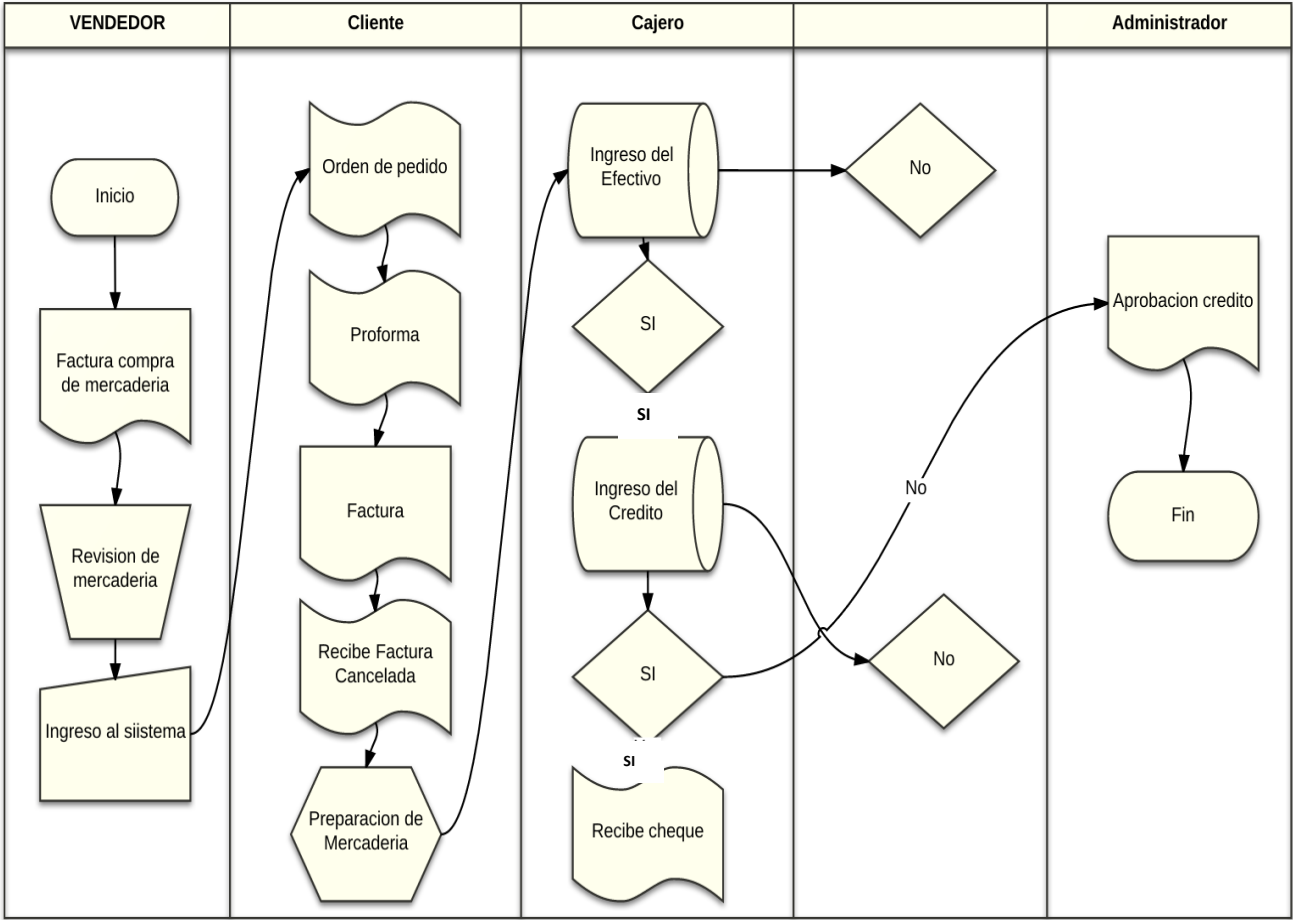 VENDEDOR
Cliente
Cajero
Administrador
Inicio
Factura compra
de mercaderia
Revision de
mercaderia
Ingreso al siistema
Orden de pedido
Proforma
Factura
Recibe Factura
Cancelada
Preparacion de
Mercaderia
Ingreso del
Efectivo
SI
SI
Ingreso del
Credito
SI
SI
Recibe cheque
No
No
No
Aprobacion credito
Fin